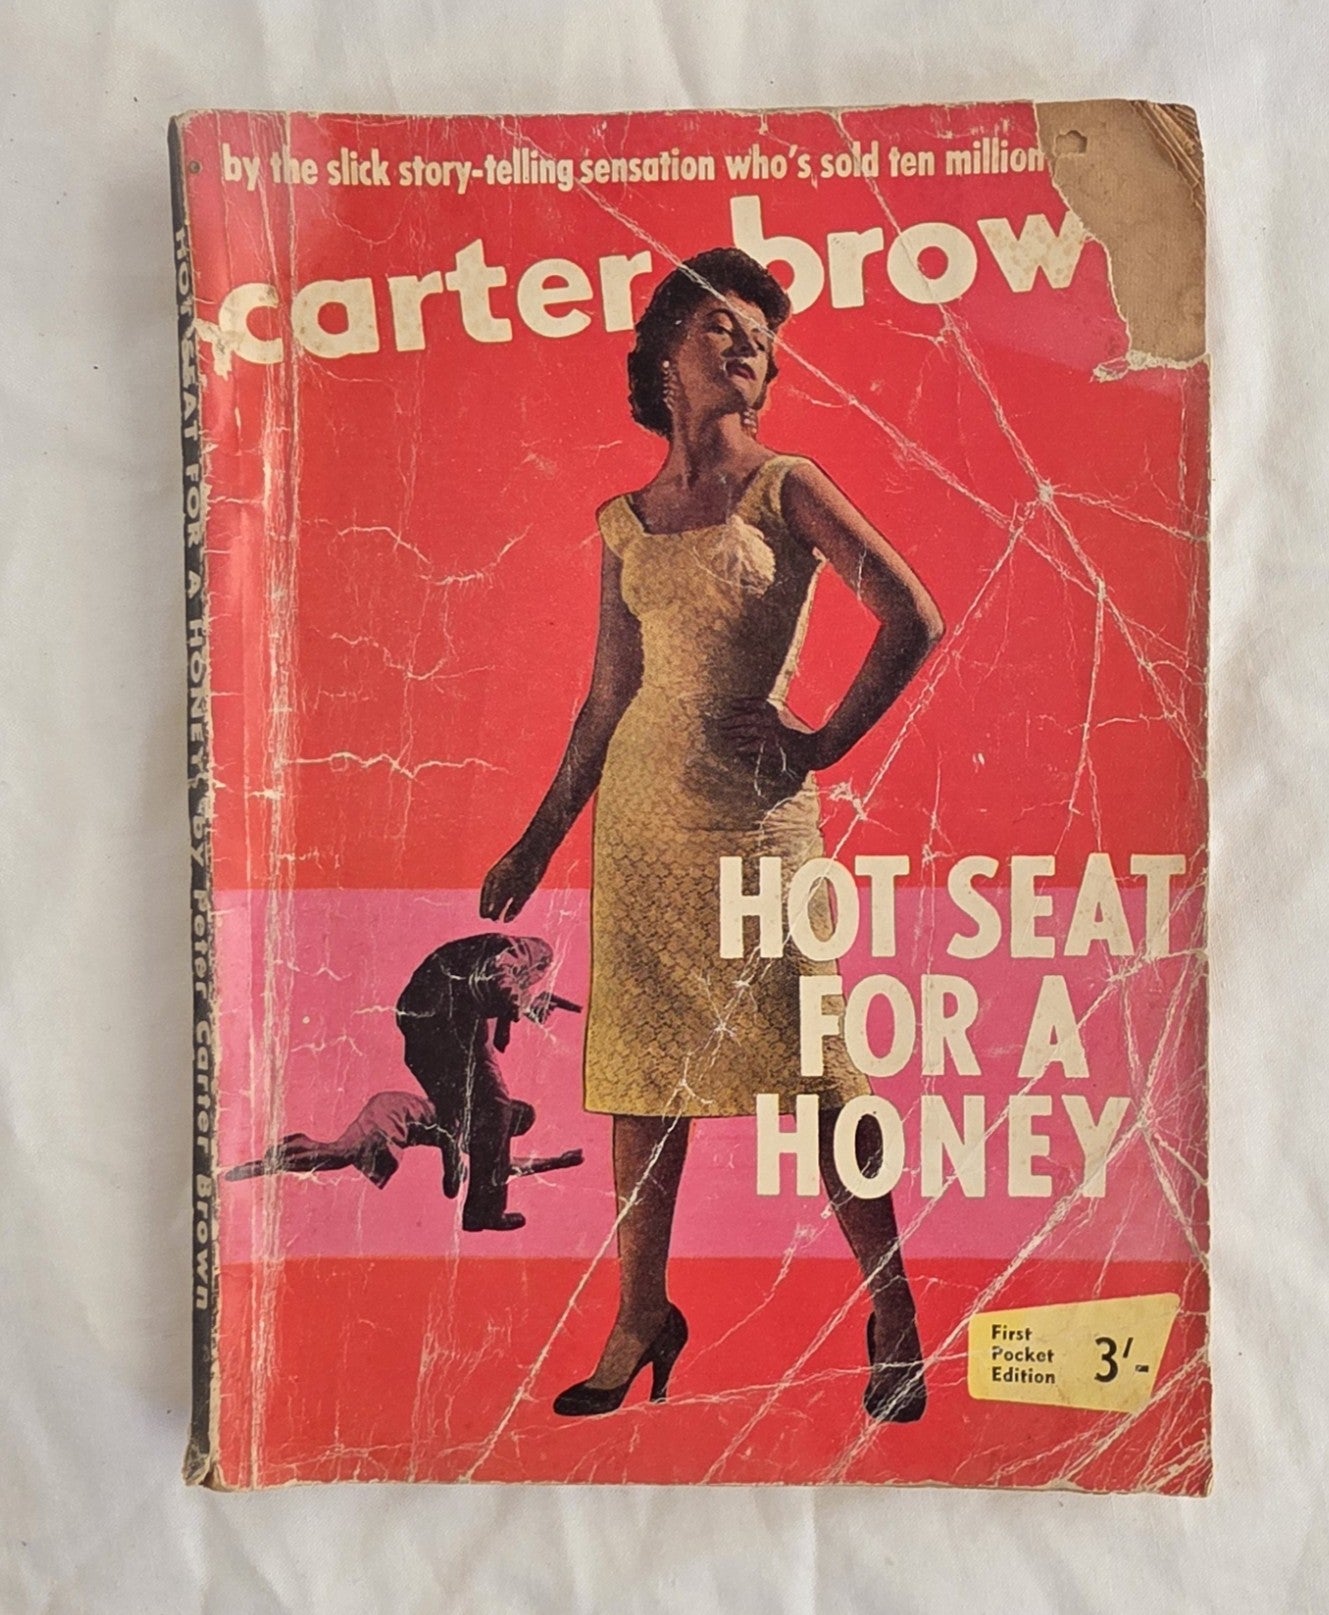 by the slick story-telling sensation who's sold ten million
carter brow
HOT SEAT
FOR A
HONEY
First
Pocket
Edition
3/-
HOT SEAT FOR A HONEY by Peter Carter Brown